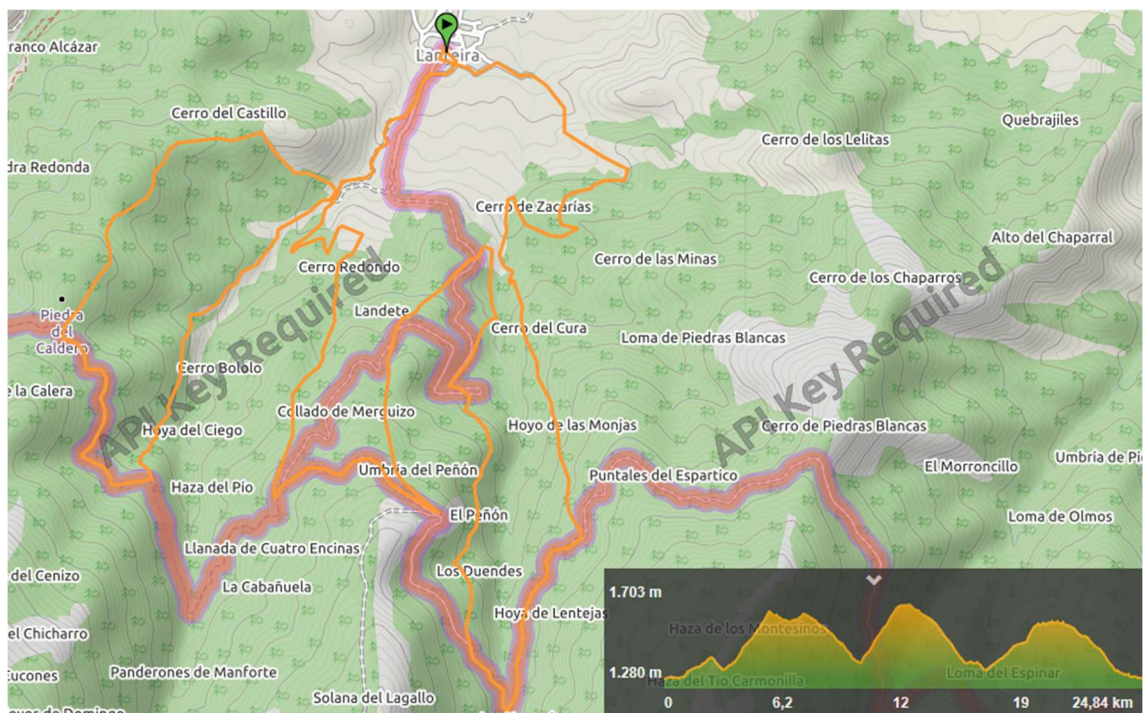 ranco Alcázar
Lanteira
Cerro del Castillo
Quebrajiles
Cerro de los Lelitas
dra Redonda
Cerro de Zacarías
Alto del Chaparral
Cerro de las Minas
Cerro Redondo
Cerro de los Chaparros
Landete
Piedra
del
Caldero
Cerro del Cura
Loma de Piedras Blancas
Cerro Bololo
API Key Required
API Key Required
e la Calera
Collado de Merguizo
Hoya del Ciego
Hoyo de las Monjas
Cerro de Piedras Blancas
Umbría de Pi
El Morroncillo
Umbría del Peñón
Puntales del Espartico
Haza del Pío
El Peñón
Loma de Olmos
Llanada de Cuatro Encinas
del Cenizo
Los Duendes
La Cabañuela
1.703 m
Hoya de Lentejas
Haza de los Montesinos
el Chicharro
Panderones de Manforte
eucones
1.280 m
Haza del Tío Carmonilla
Loma del Espinar
Solana del Lagallo
0
6,2
12
19
24,84 km